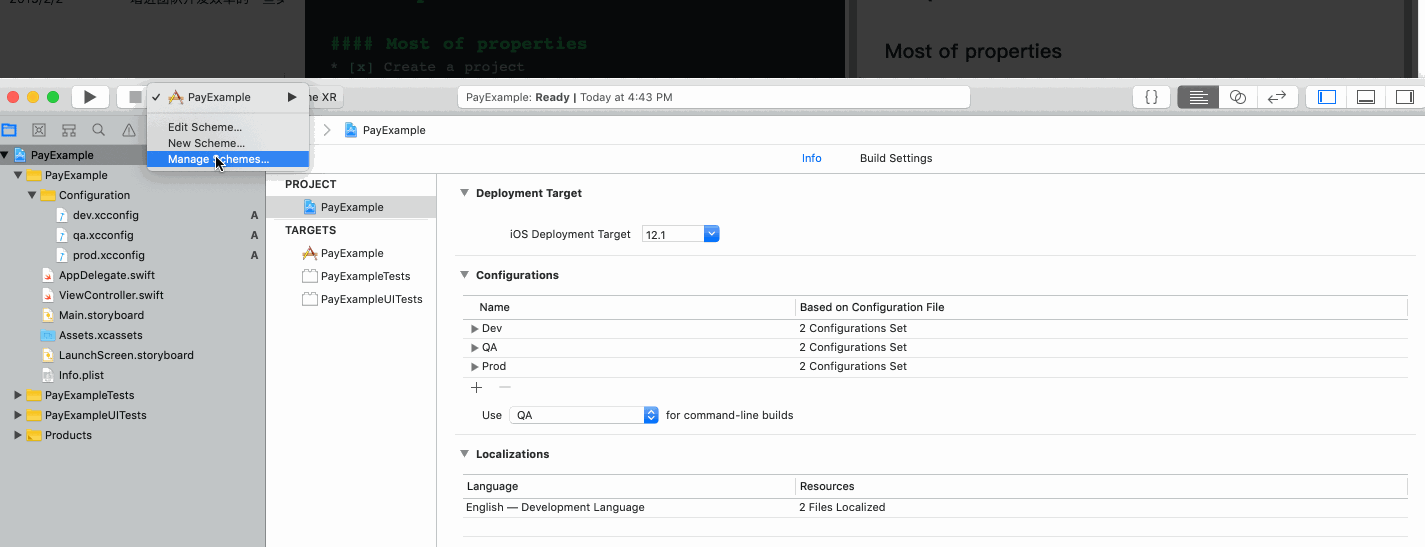 #### Most of properties
* [x] Create a project
Most of properties
PayExample
ne XR
PayExample: Ready | Today at 4:43 PM
{ }
Edit Scheme...
New Scheme...
Manage Schemes...
PayExample
PayExample
Info
Build Settings
PayExample
Configuration
dev.xcconfig A
qa.xcconfig A
prod.xcconfig A
AppDelegate.swift
ViewController.swift
Main.storyboard
Assets.xcassets
LaunchScreen.storyboard
Info.plist
PayExampleTests
PayExampleUITests
Products
PROJECT
PayExample
TARGETS
PayExample
PayExampleTests
PayExampleUITests
Deployment Target
iOS Deployment Target 12.1
Configurations
Name Based on Configuration File
Dev 2 Configurations Set
QA 2 Configurations Set
Prod 2 Configurations Set
Use QA for command-line builds
Localizations
Language Resources
English — Development Language 2 Files Localized